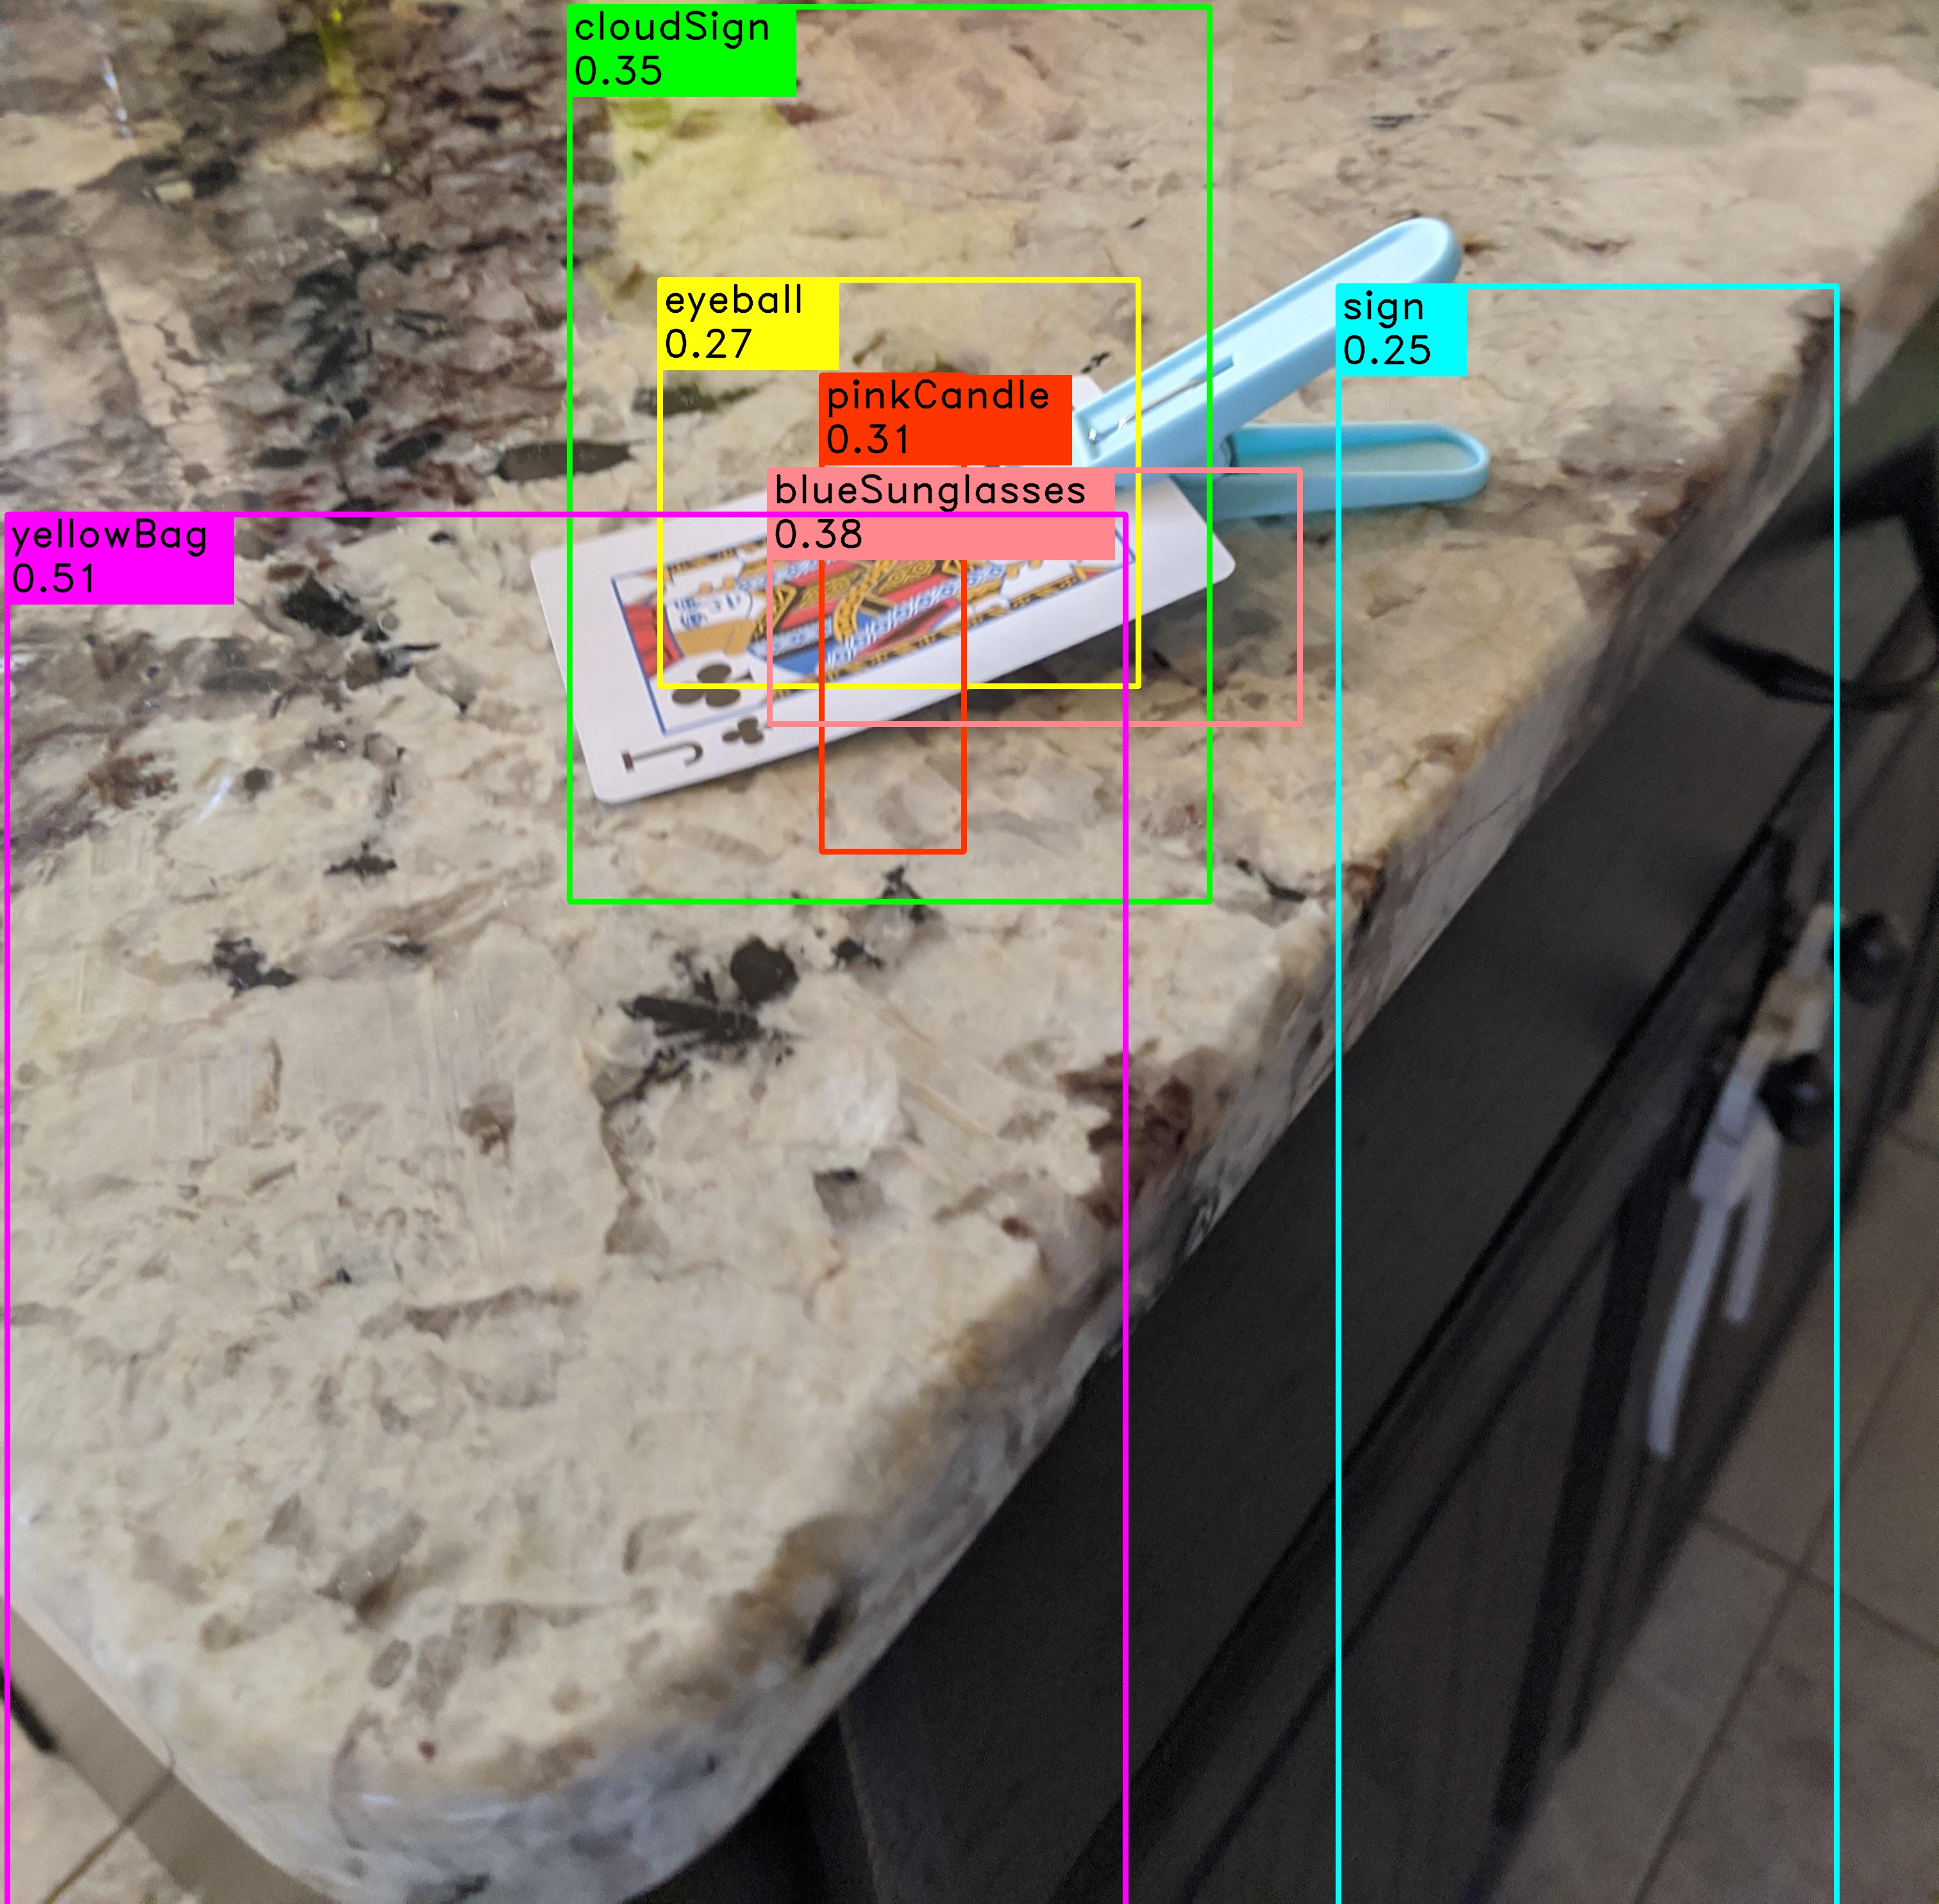 cloudSign
0.35
eyeball
0.27
sign
0.25
pinkCandle
0.31
blueSunglasses
0.38
yellowBag
0.51
J